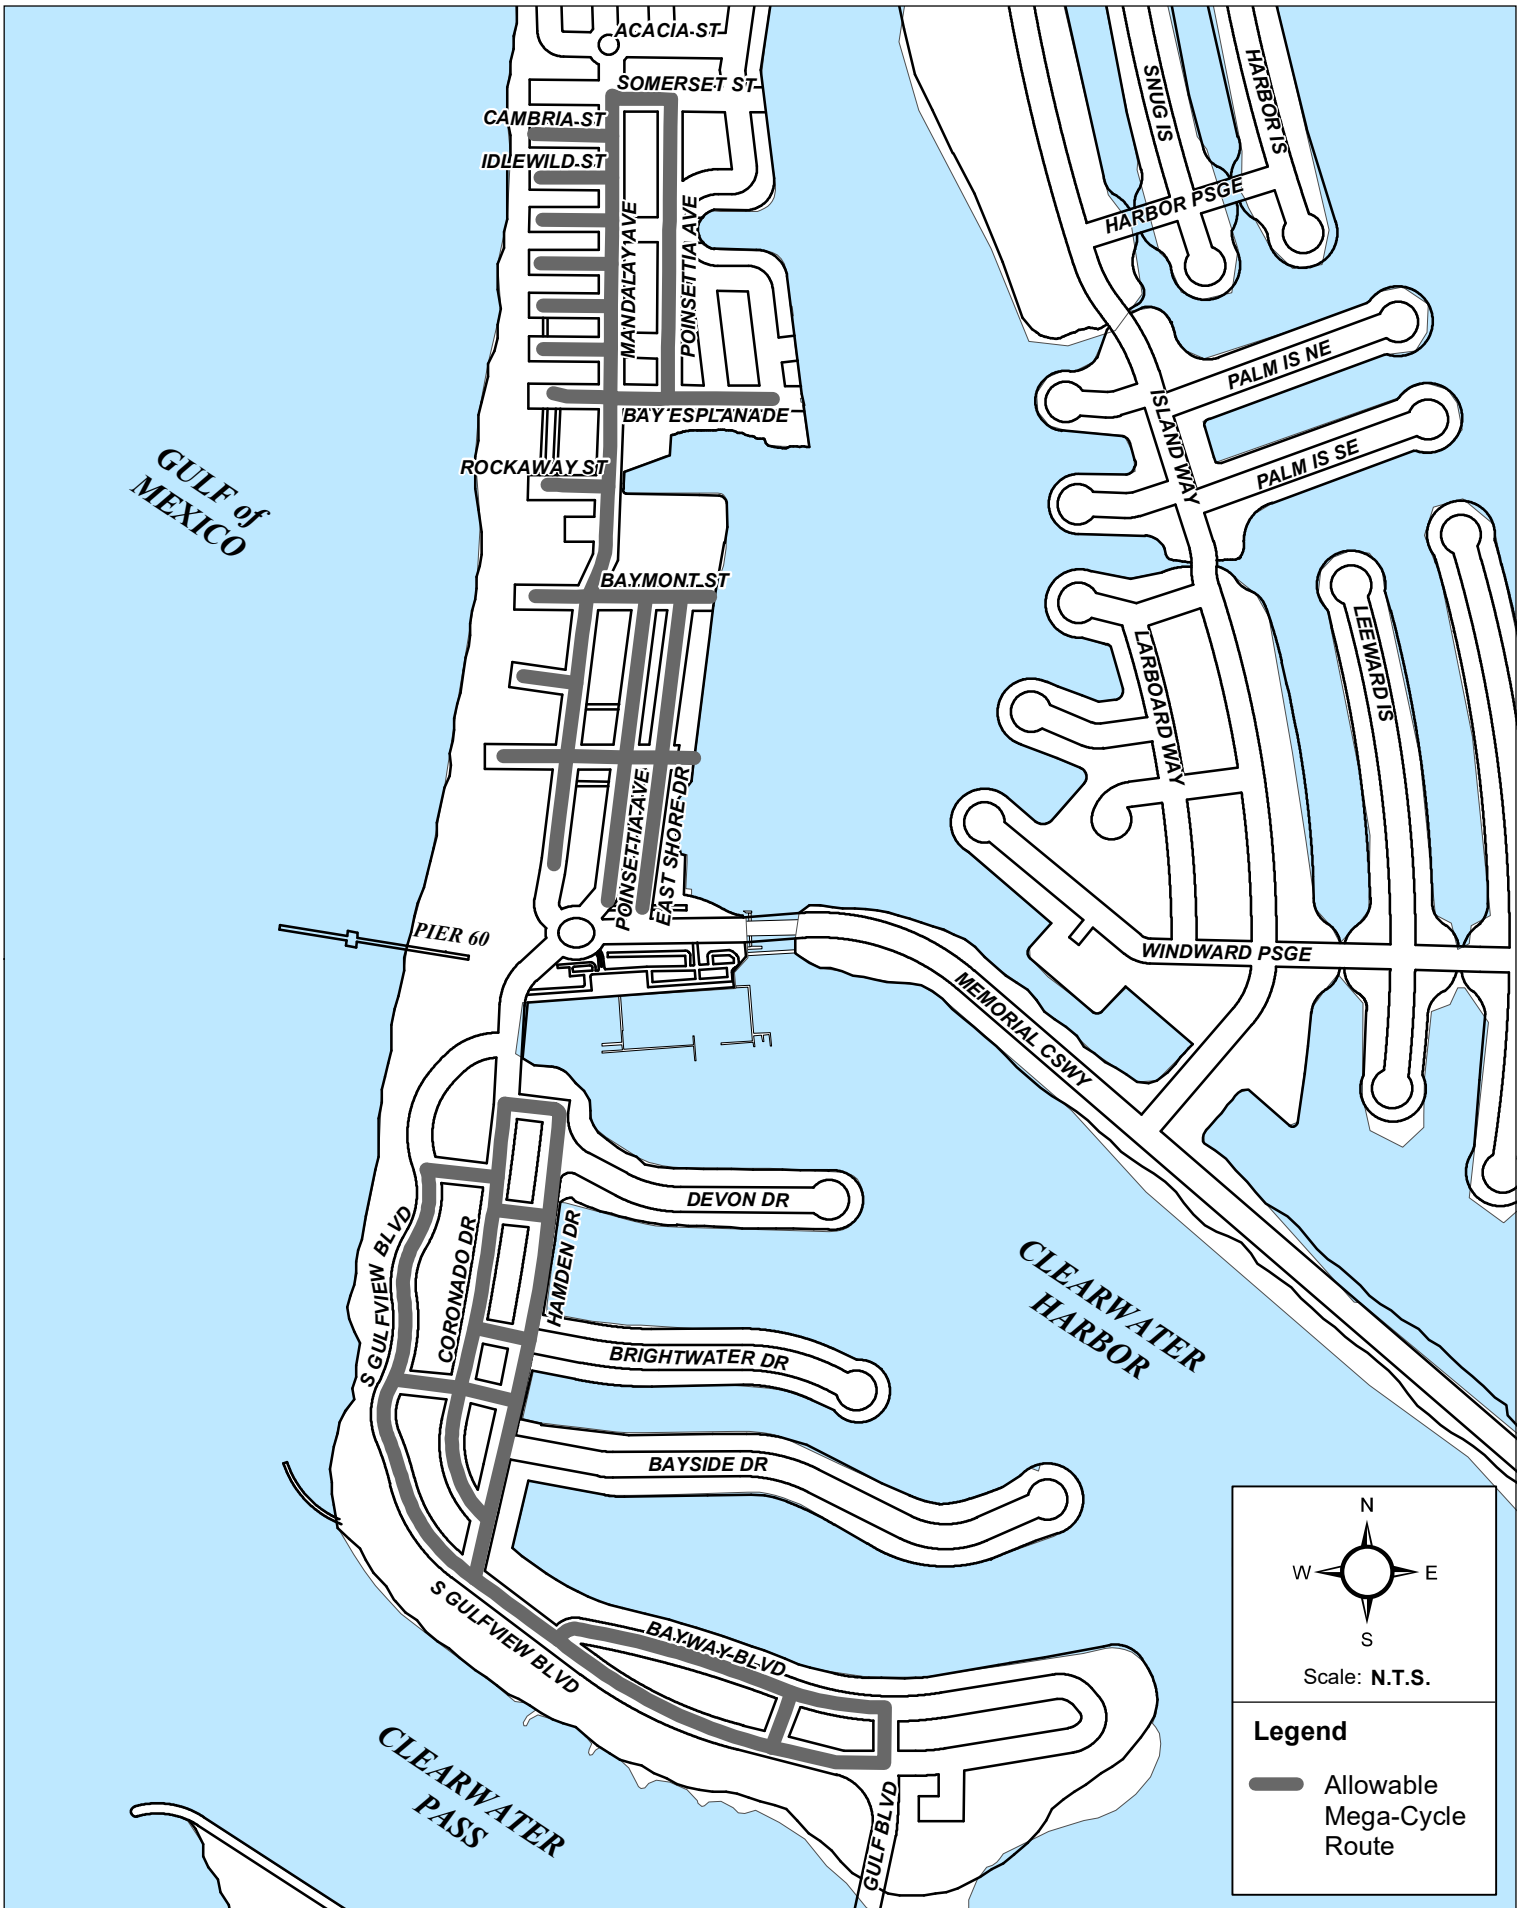 ACACIA ST
SOMERSET ST
CAMBRIA ST
IDLEWILD ST
MANDALAY AVE
POINSETTIA AVE
BAY ESPLANADE
ROCKAWAY ST
BAYMONT ST
POINSETTIA AVE
EAST SHORE DR
GULF of
MEXICO
PIER 60
SNUG IS
HARBOR IS
HARBOR PSGE
PALM IS NE
ISLAND WAY
PALM IS SE
LARBOARD WAY
LEEWARD IS
WINDWARD PSGE
MEMORIAL CSWY
DEVON DR
S GULFVIEW BLVD
CORONADO DR
HAMDEN DR
BRIGHTWATER DR
BAYSIDE DR
CLEARWATER
HARBOR
S GULFVIEW BLVD
BAYWAY BLVD
GULF BLVD
CLEARWATER
PASS
N
W
E
S
Scale: N.T.S.
Legend
Allowable
Mega-Cycle
Route